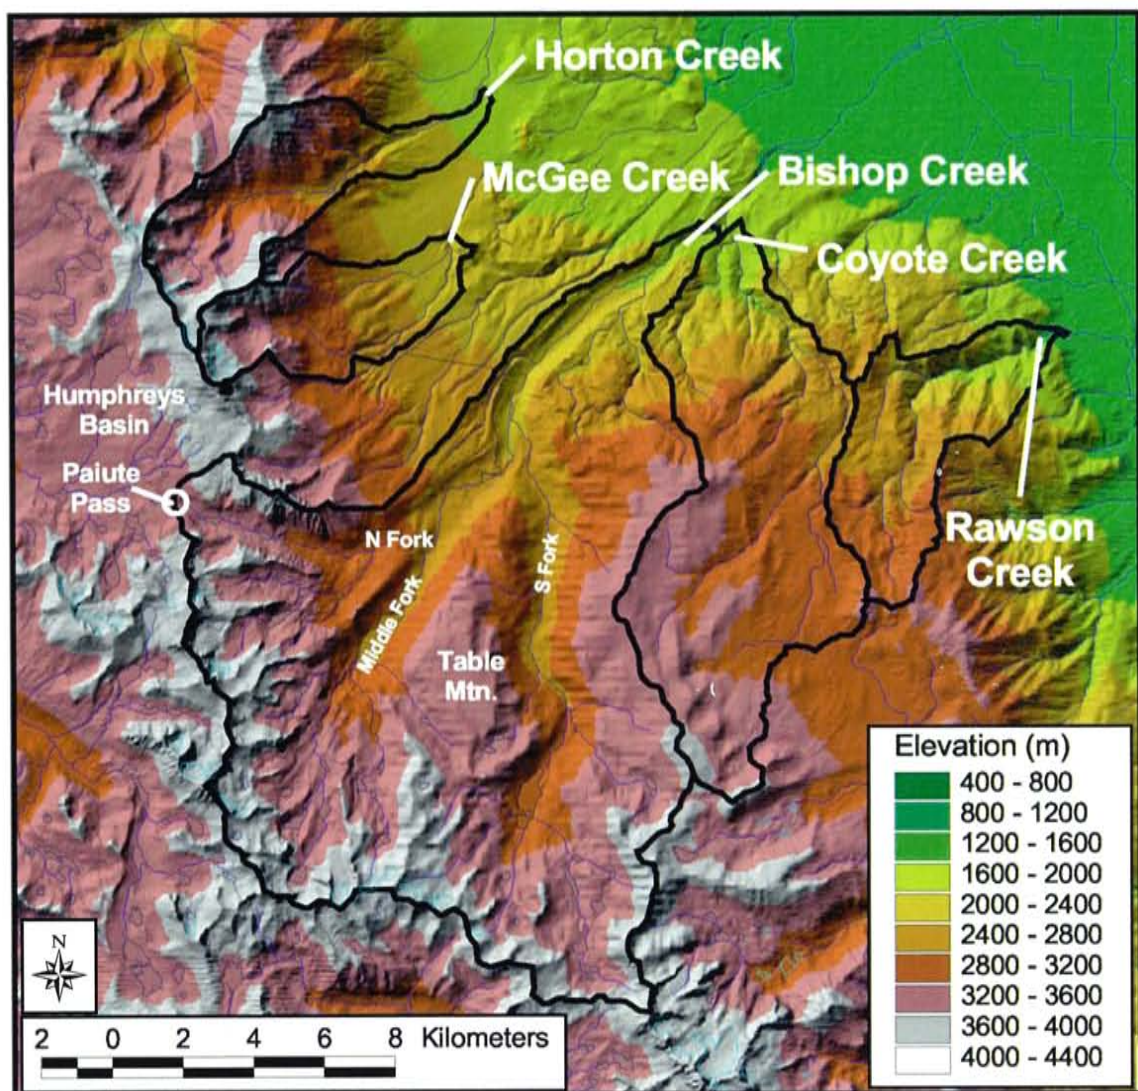 Horton Creek
McGee Creek
Bishop Creek
Coyote Creek
Humphreys
Basin
Paiute
Pass
N Fork
Middle Fork
S Fork
Table
Mtn.
Rawson
Creek
Elevation (m)
400 - 800
800 - 1200
1200 - 1600
1600 - 2000
2000 - 2400
2400 - 2800
2800 - 3200
3200 - 3600
3600 - 4000
4000 - 4400
N
2 0 2 4 6 8 Kilometers